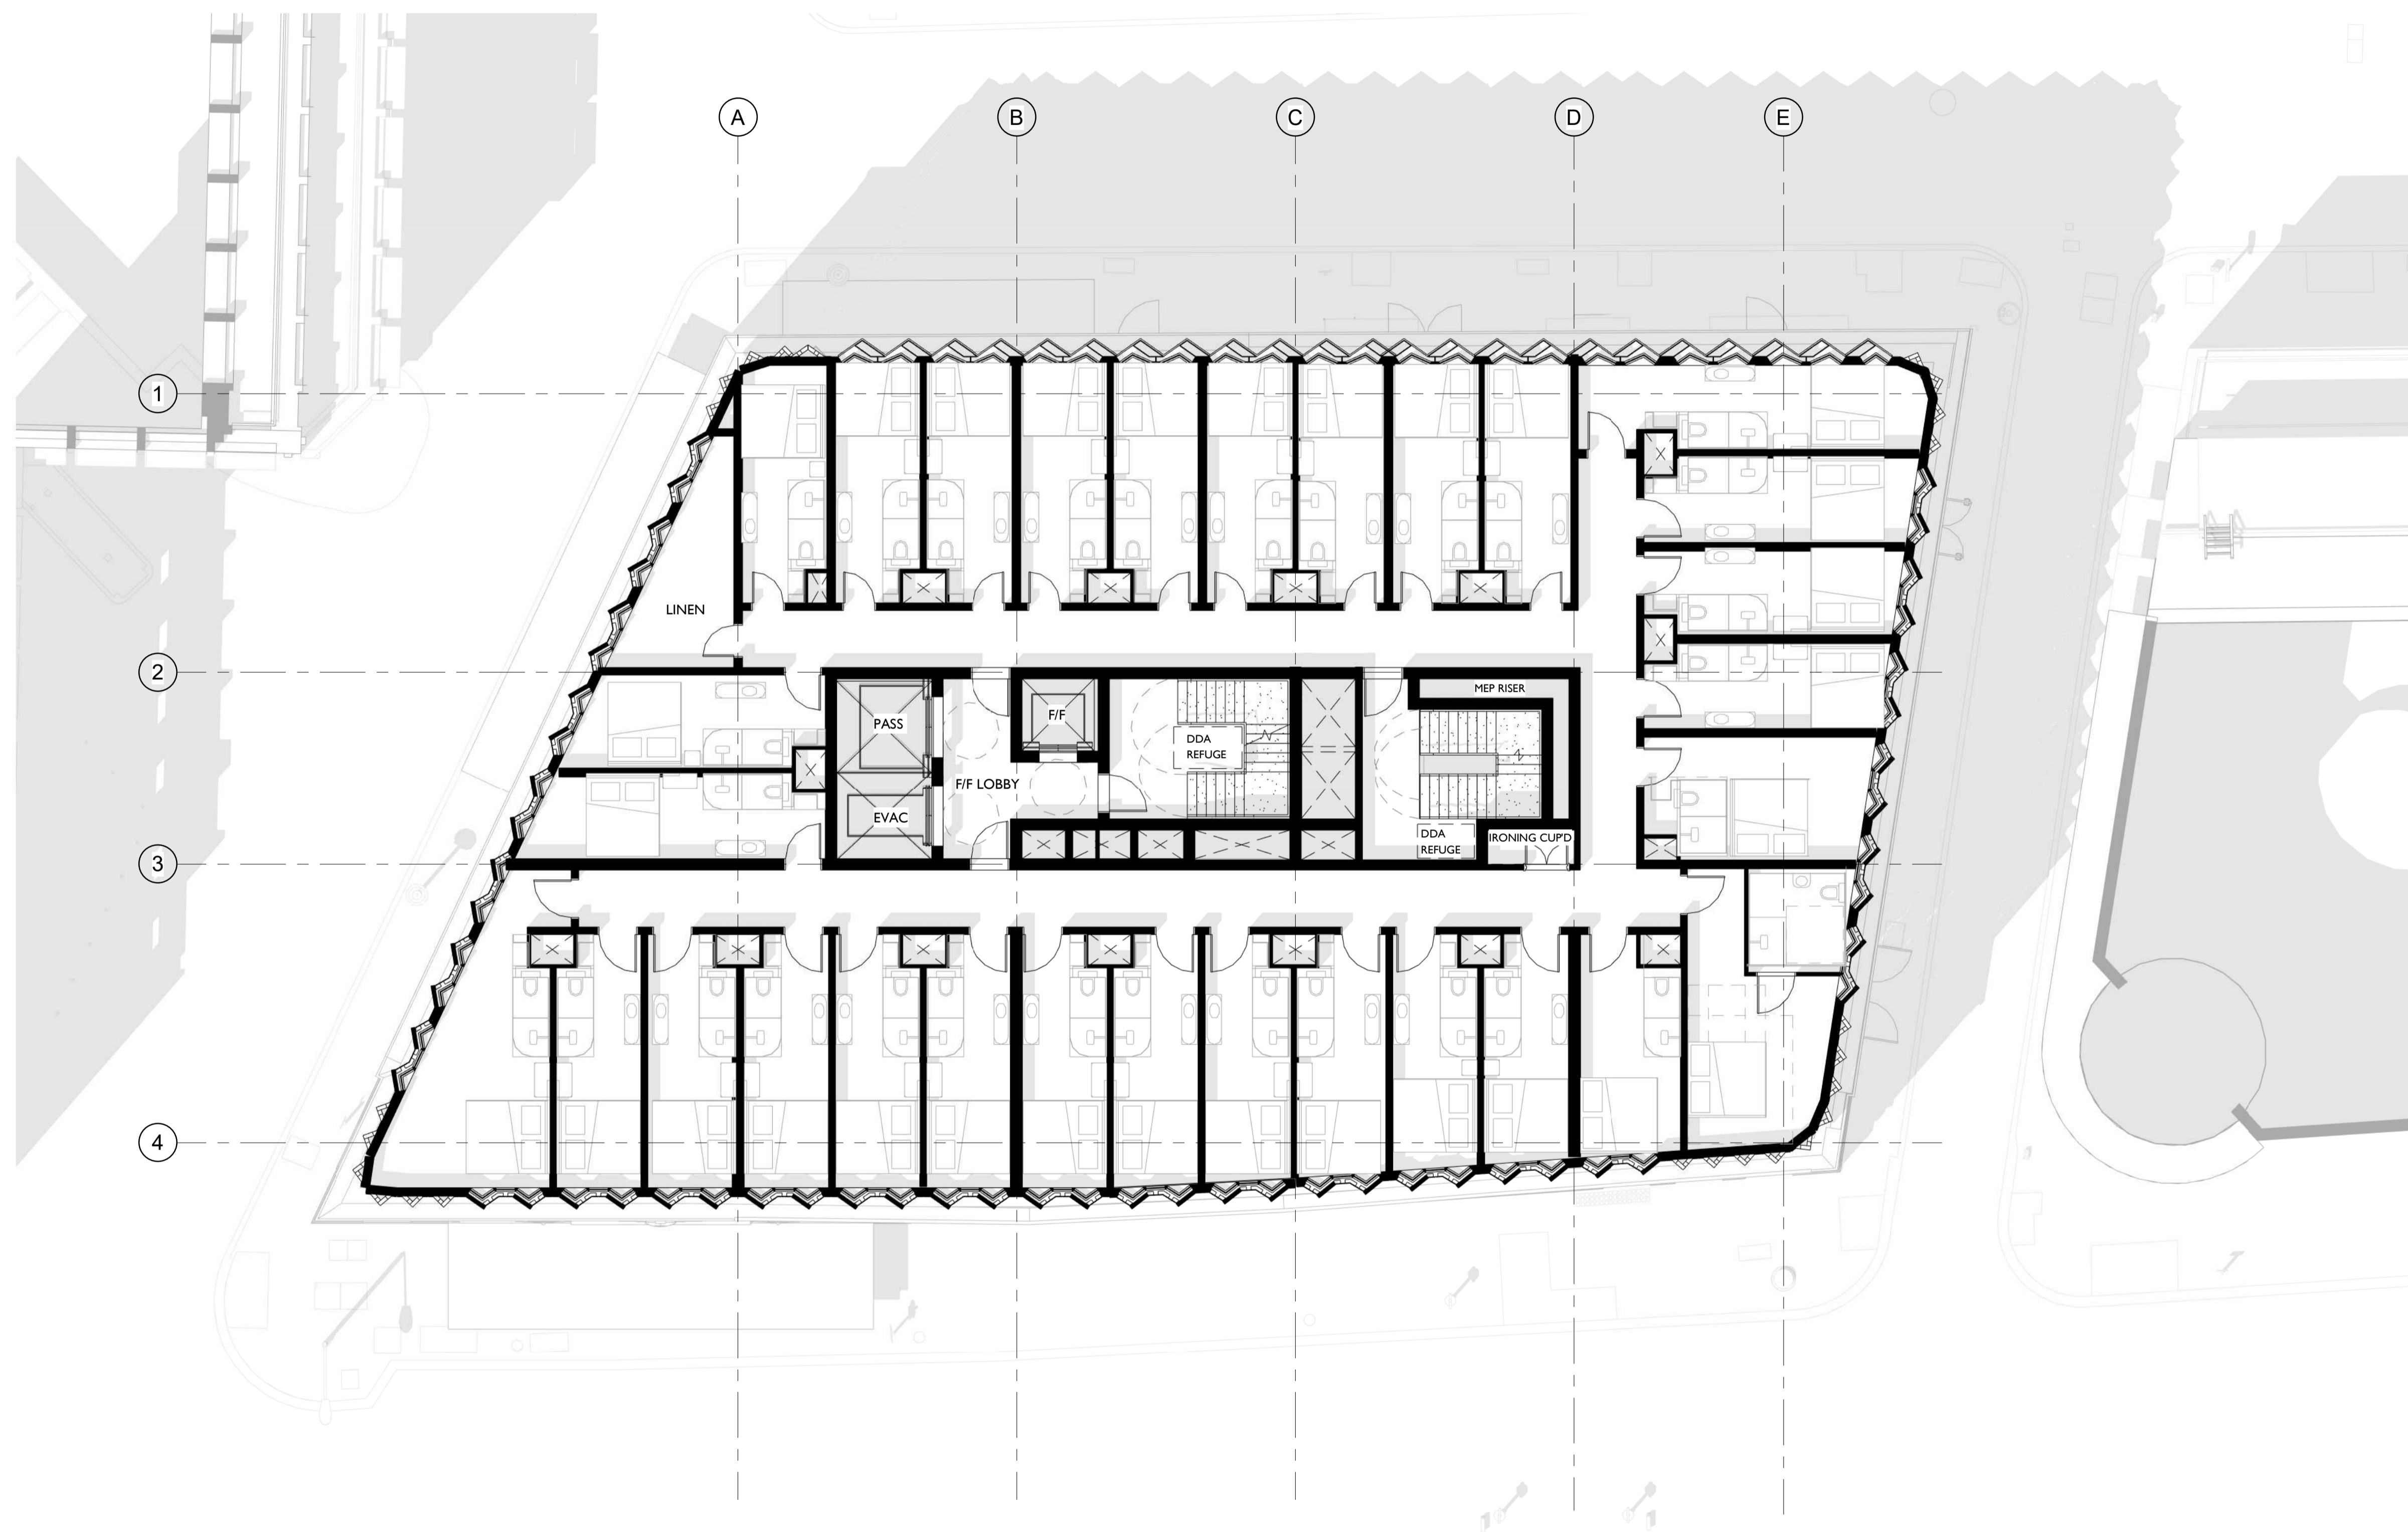 A
B
C
D
E
1
LINEN
2
MEP RISER
PASS
F/F
DDA
REFUGE
F/F LOBBY
EVAC
DDA
REFUGE
IRONING CUP'D
3
4